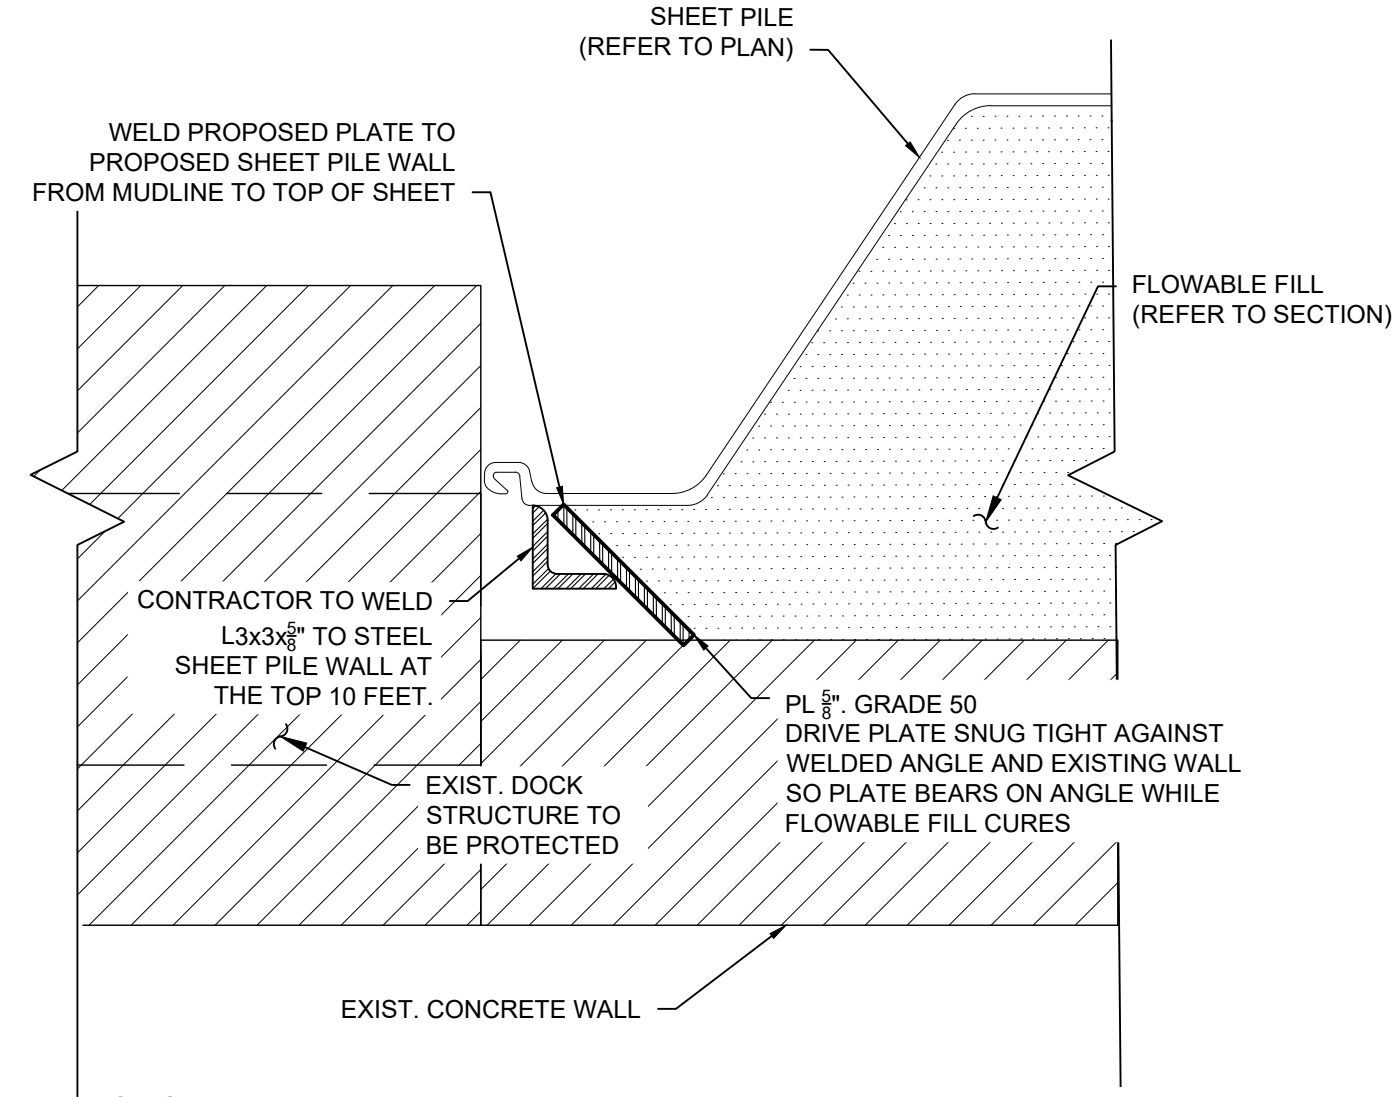 SHEET PILE
(REFER TO PLAN)
WELD PROPOSED PLATE TO
PROPOSED SHEET PILE WALL
FROM MUDLINE TO TOP OF SHEET
FLOWABLE FILL
(REFER TO SECTION)
CONTRACTOR TO WELD
L3x3x5/8" TO STEEL
SHEET PILE WALL AT
THE TOP 10 FEET.
PL 5/8". GRADE 50
DRIVE PLATE SNUG TIGHT AGAINST
WELDED ANGLE AND EXISTING WALL
SO PLATE BEARS ON ANGLE WHILE
FLOWABLE FILL CURES
EXIST. DOCK
STRUCTURE TO
BE PROTECTED
EXIST. CONCRETE WALL